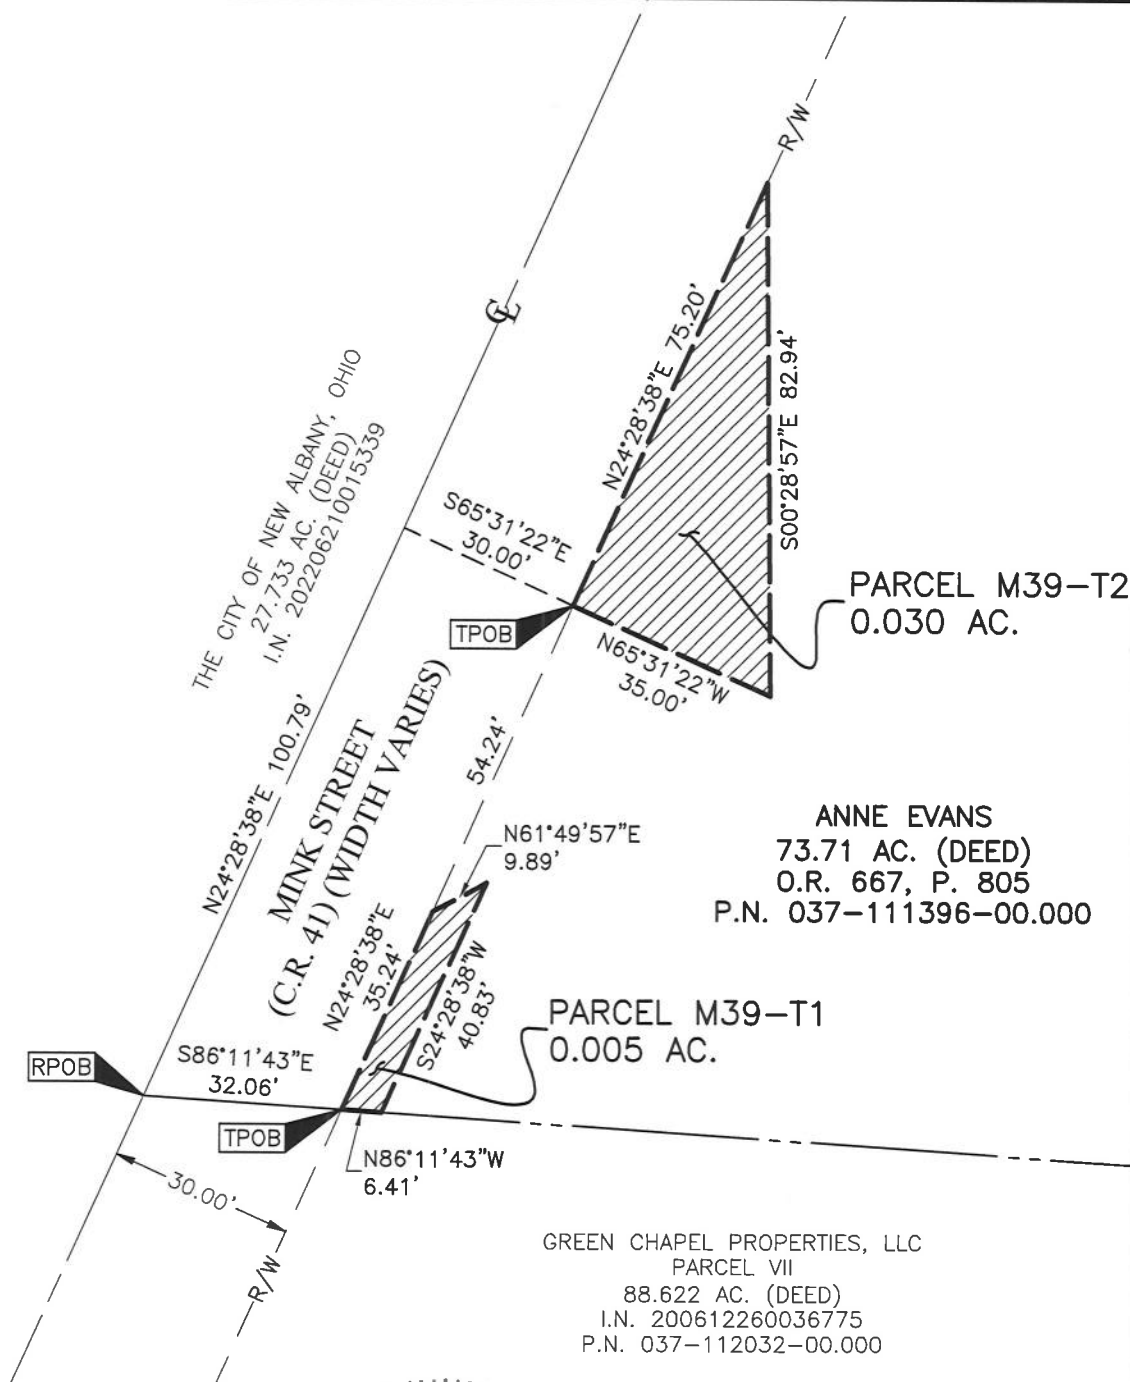 R/W
℄
N24°28'38"E 75.20'
S00°28'57"E 82.94'
THE CITY OF NEW ALBANY, OHIO
27.733 AC. (DEED)
I.N. 202206210015339
S65°31'22"E
30.00'
PARCEL M39-T2
0.030 AC.
TPOB
N65°31'22"W
35.00'
N24°28'38"E 100.79'
MINK STREET
(C.R. 41) (WIDTH VARIES)
54.24'
N61°49'57"E
9.89'
ANNE EVANS
73.71 AC. (DEED)
O.R. 667, P. 805
P.N. 037-111396-00.000
N24°28'38"E
35.24'
S24°28'38"W
40.83'
PARCEL M39-T1
0.005 AC.
RPOB
S86°11'43"E
32.06'
TPOB
N86°11'43"W
6.41'
30.00'
R/W
GREEN CHAPEL PROPERTIES, LLC
PARCEL VII
88.622 AC. (DEED)
I.N. 200612260036775
P.N. 037-112032-00.000